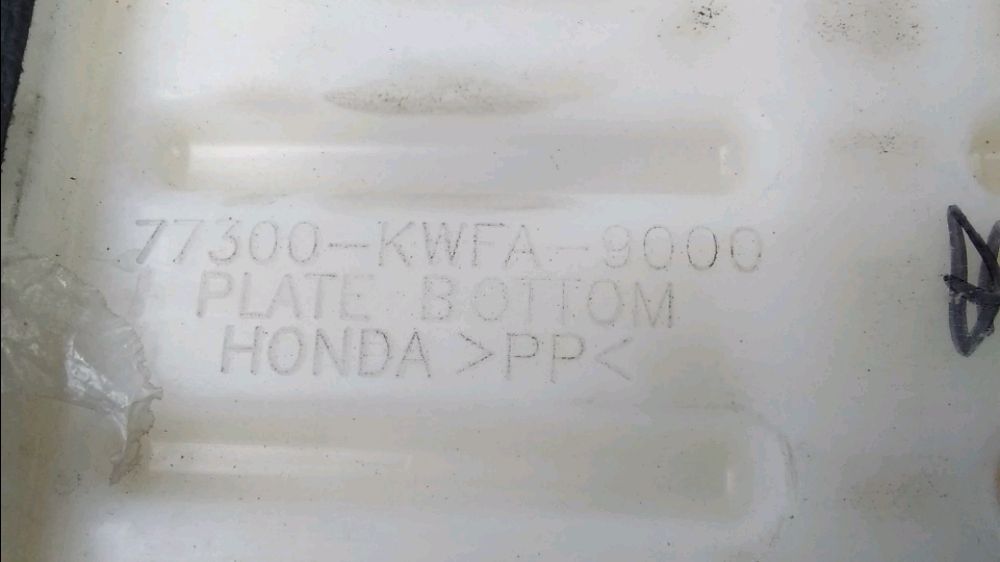 77300-KWFA-9000
PLATE BOTTOM
HONDA >PP<